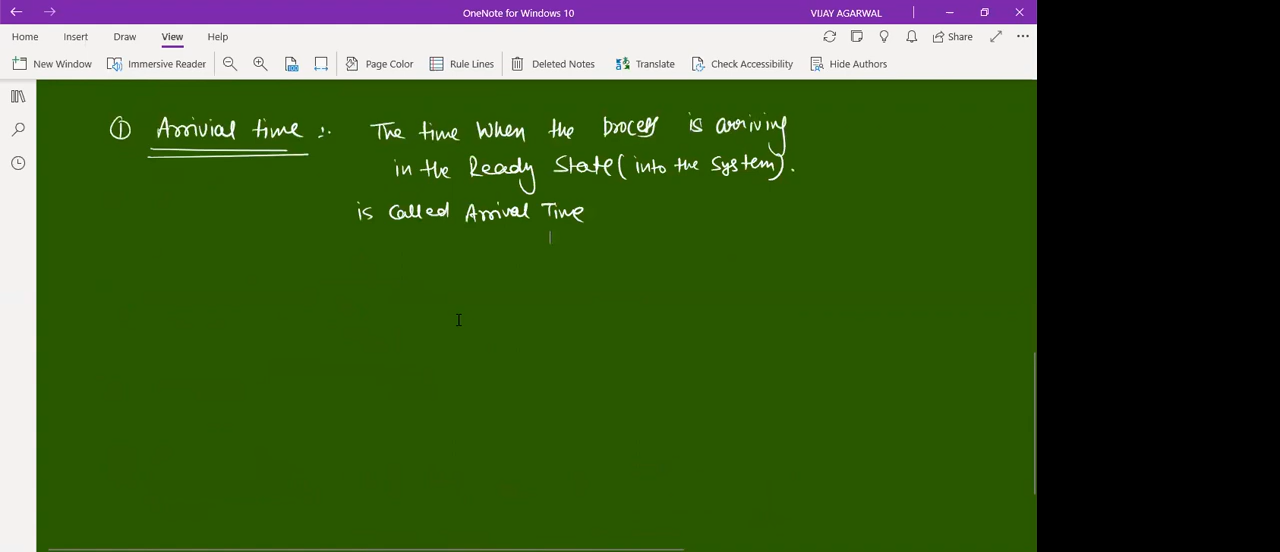 OneNote for Windows 10
VIJAY AGARWAL
Home Insert Draw View Help
Share
New Window Immersive Reader Page Color Rule Lines Deleted Notes Translate Check Accessibility Hide Authors
① Arrivial time :. The time When the process is arriving
in the Ready State (into the System).
is Called Arrival Time